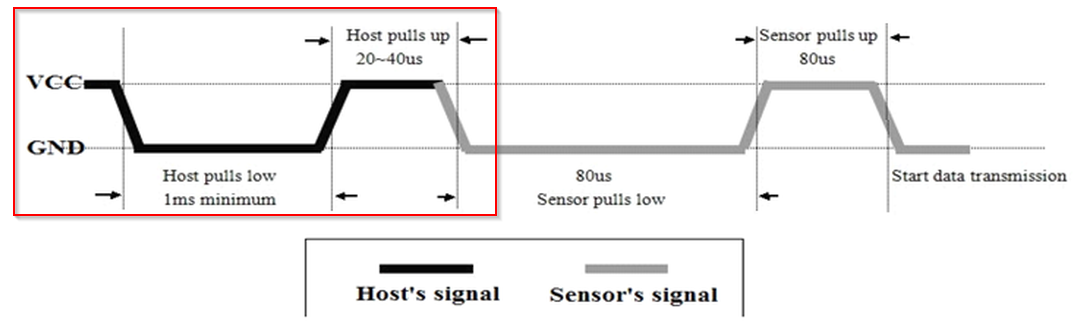 Host pulls up
20~40us
Sensor pulls up
80us
VCC
GND
Host pulls low
1ms minimum
80us
Sensor pulls low
Start data transmission
Host's signal
Sensor's signal